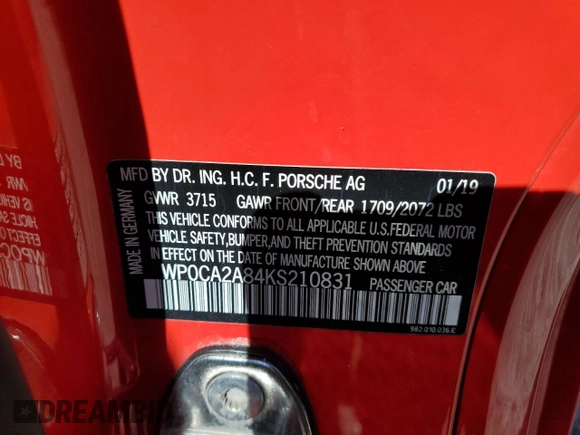 MFD BY DR. ING. H.C. F. PORSCHE AG 01/19
GVWR 3715 GAWR FRONT/REAR 1709/2072 LBS
THIS VEHICLE CONFORMS TO ALL APPLICABLE U.S.FEDERAL MOTOR
VEHICLE SAFETY,BUMPER,AND THEFT PREVENTION STANDARDS
IN EFFECT ON THE DATE OF MANUFACTURE SHOWN ABOVE.
WP0CA2A84KS210831 PASSENGER CAR
MADE IN GERMANY
982.010.036.E
DREAMBID